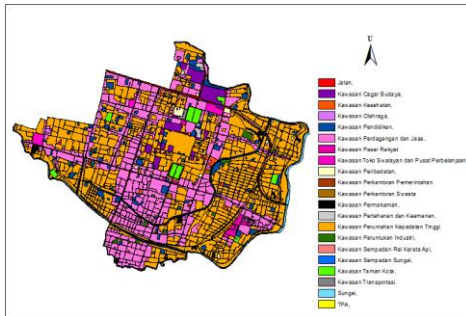 U
Jalan,
Kawasan Cagar Budaya,
Kawasan Kesehatan,
Kawasan Olahraga,
Kawasan Pendidikan,
Kawasan Perdagangan dan Jasa,
Kawasan Pasar Rakyat
Kawasan Toko Swalayan dan Pusat Perbelanjaan
Kawasan Peribadatan,
Kawasan Perkantoran Pemerintahan
Kawasan Perkantoran Swasta
Kawasan Permakaman,
Kawasan Pertahanan dan Keamanan,
Kawasan Perumahan Kepadatan Tinggi
Kawasan Peruntukan Industri,
Kawasan Sempadan Rel Kereta Api,
Kawasan Sempadan Sungai,
Kawasan Taman Kota,
Kawasan Transportasi,
Sungai,
TPA,